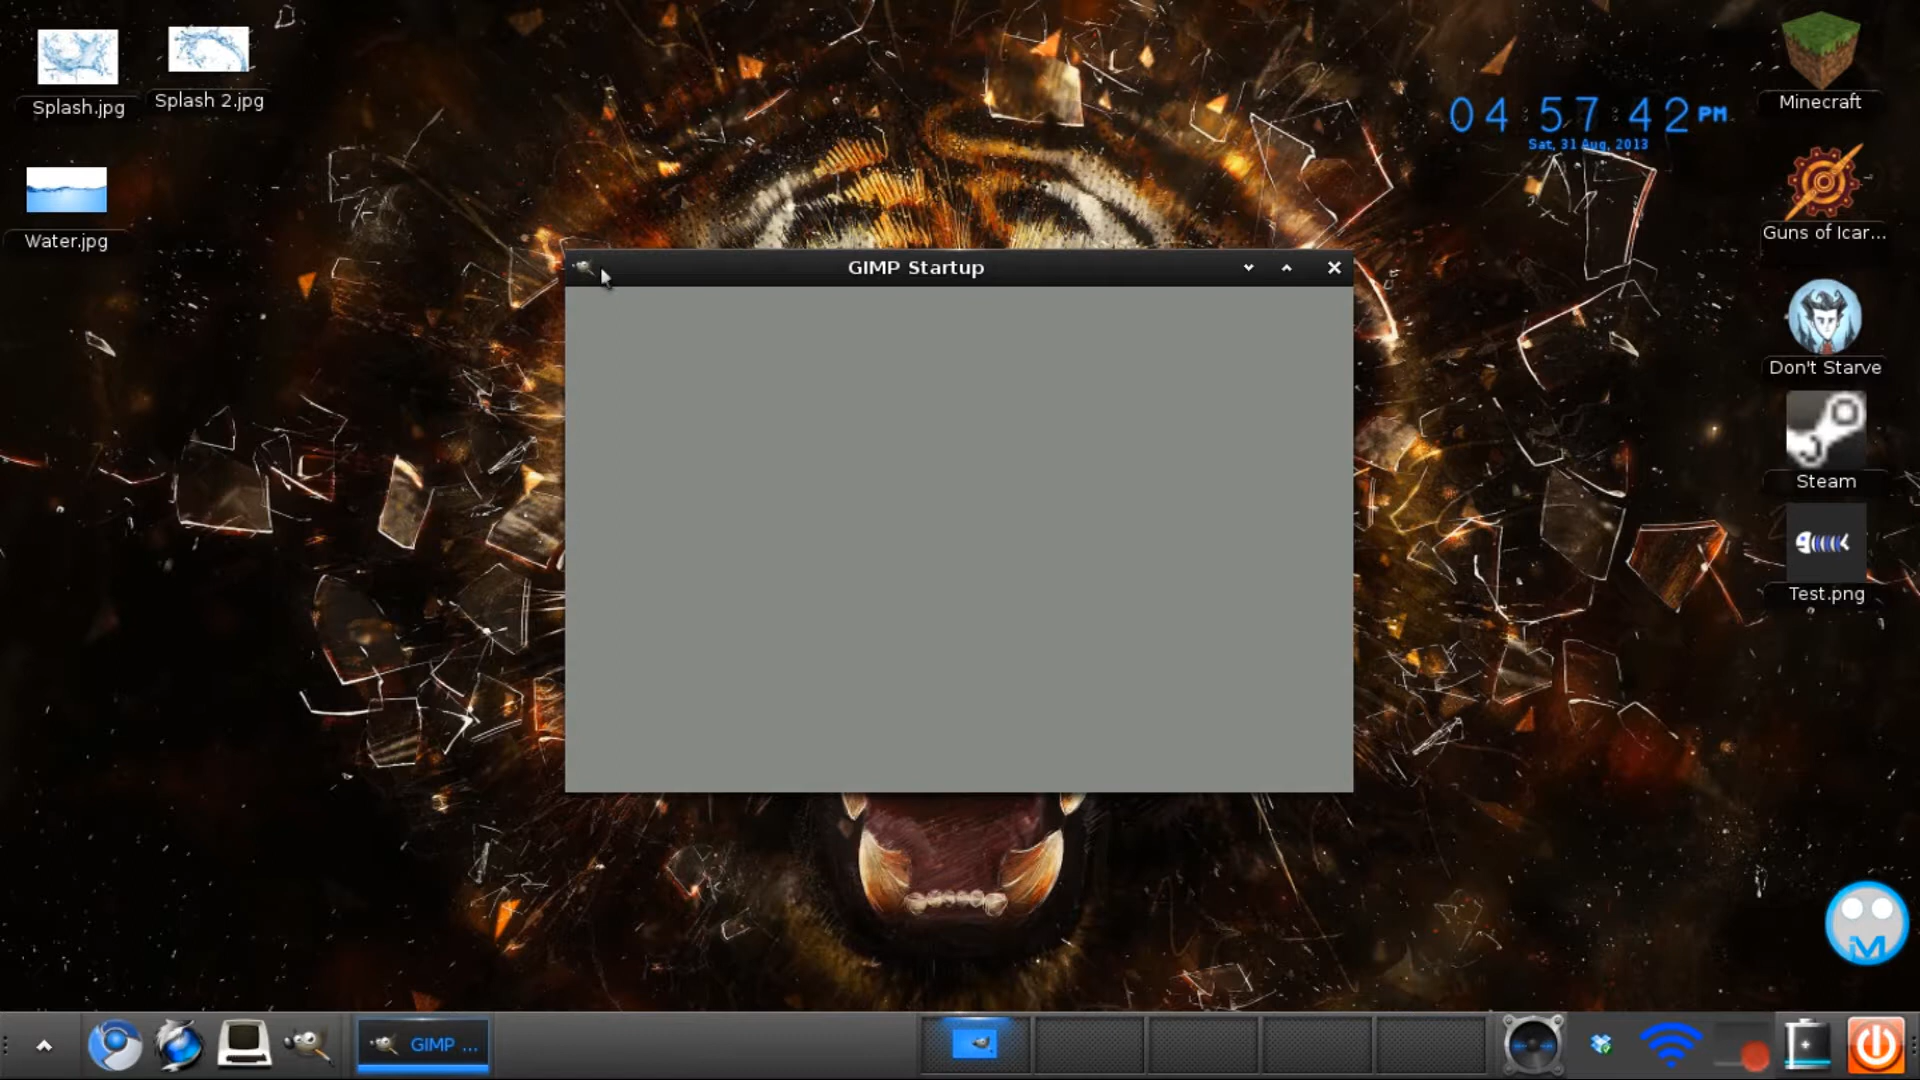 Splash.jpg
Splash 2.jpg
Water.jpg
GIMP Startup
04:57:42 PM
Sat, 31 Aug, 2013
Minecraft
Guns of Icar...
Don't Starve
Steam
Test.png
iM
GIMP ...